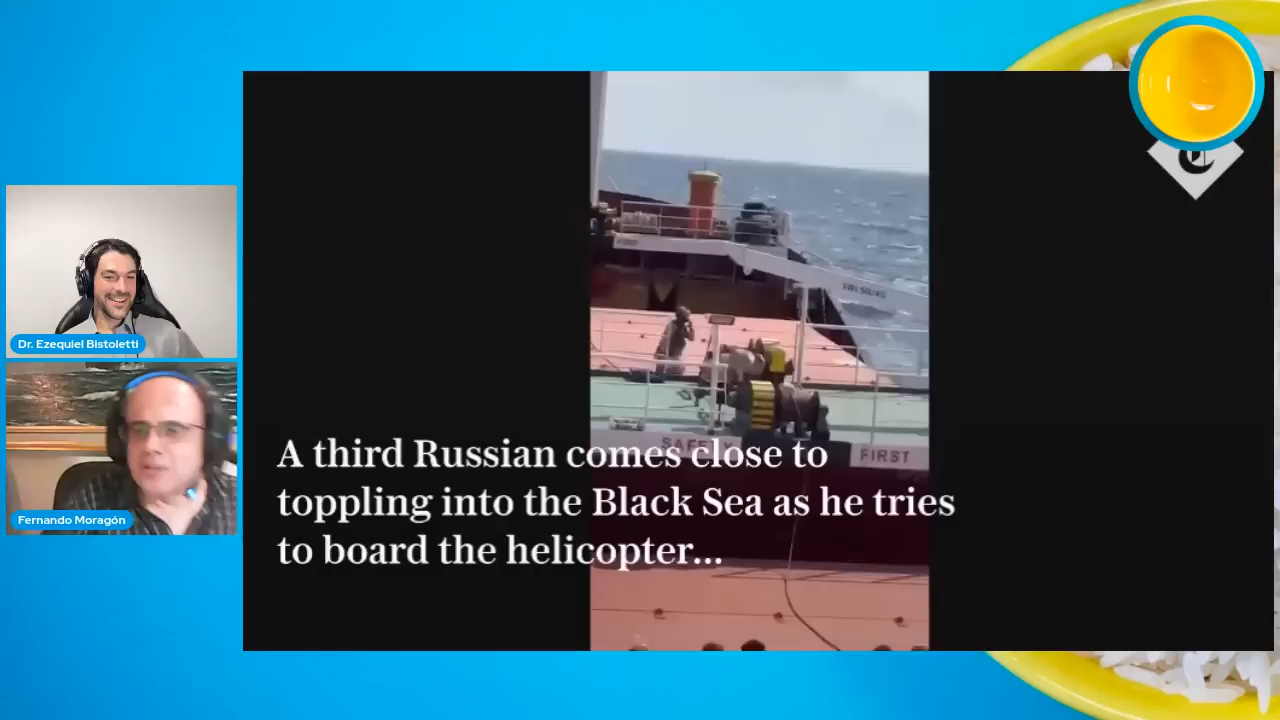 Dr. Ezequiel Bistoletti
Fernando Moragón
SAFETY FIRST
A third Russian comes close to
toppling into the Black Sea as he tries
to board the helicopter...